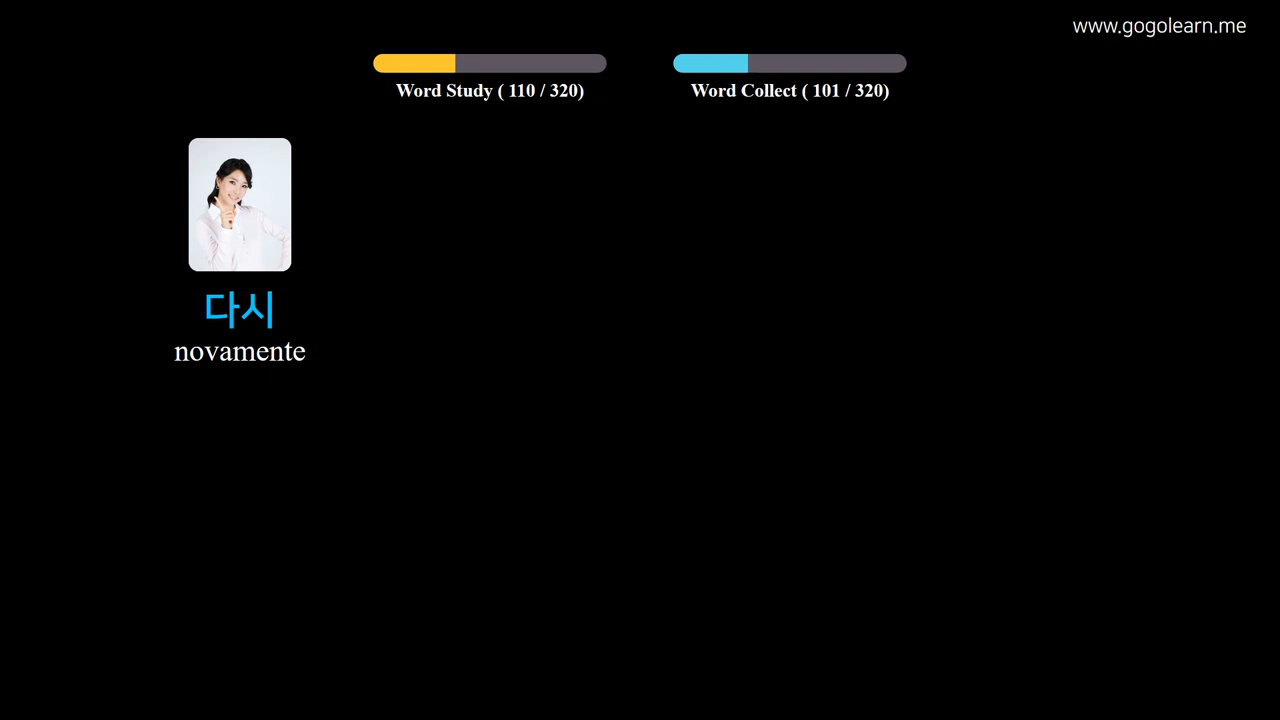 www.gogolearn.me
Word Study ( 110 / 320)
Word Collect ( 101 / 320)
다시
novamente